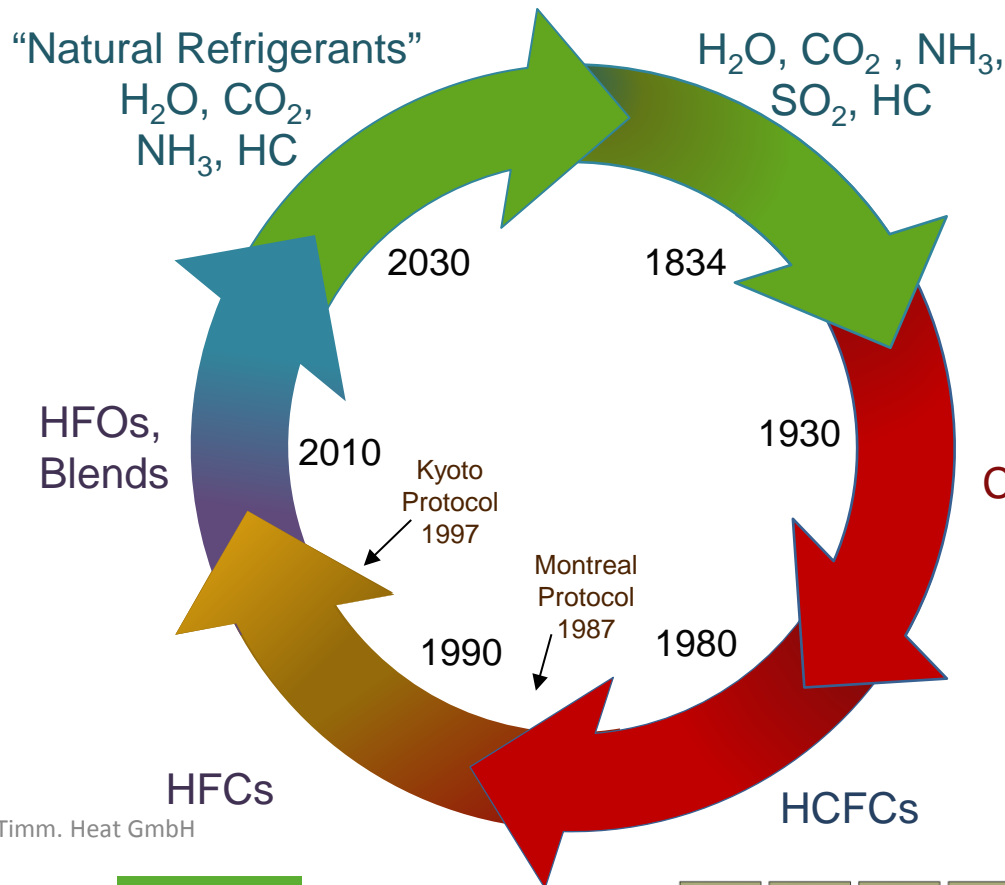 “Natural Refrigerants”
H₂O, CO₂,
NH₃, HC
H₂O, CO₂ , NH₃,
SO₂, HC
2030
1834
HFOs,
Blends
2010
1930
Kyoto
Protocol
1997
Montreal
Protocol
1987
1990
1980
HFCs
HCFCs
Timm. Heat GmbH